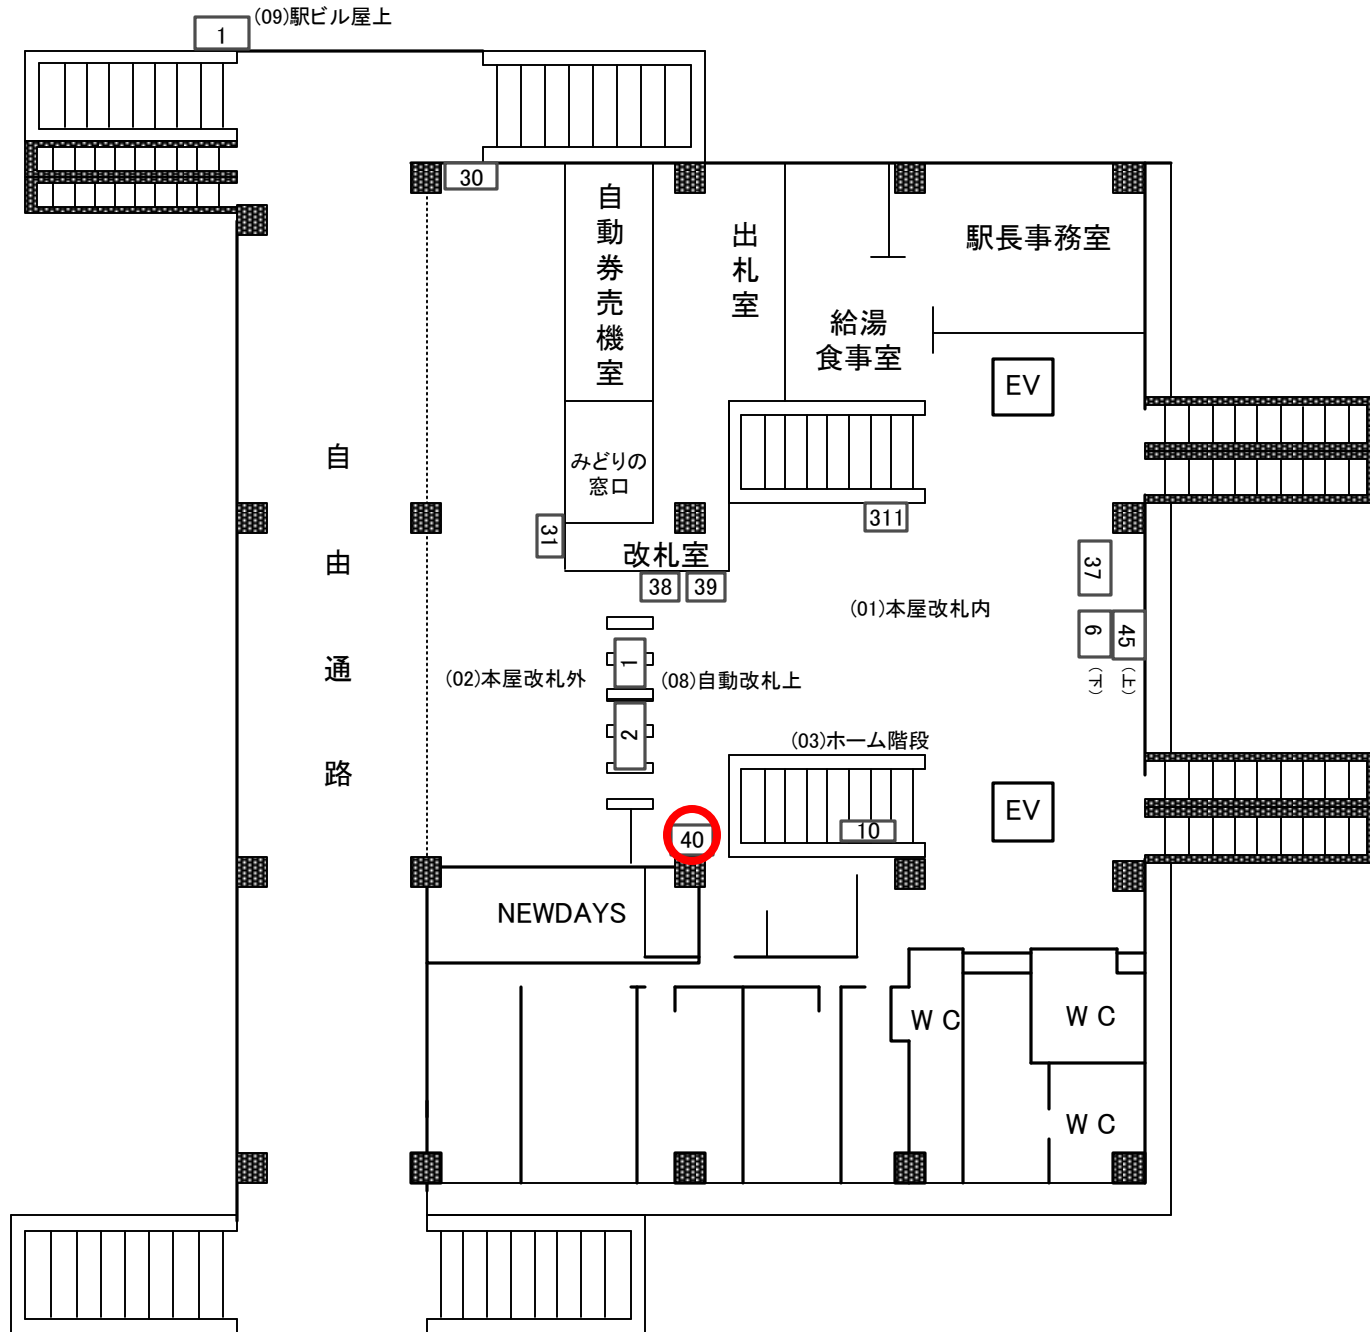 1
(09)駅ビル屋上
30
自動券売機室
出札室
駅長事務室
給湯
食事室
EV
みどりの
窓口
自由通路
31
311
改札室
38
39
37
(01)本屋改札内
6
45
(下)
(上)
1
(02)本屋改札外
(08)自動改札上
2
(03)ホーム階段
EV
10
40
NEWDAYS
W C
W C
W C